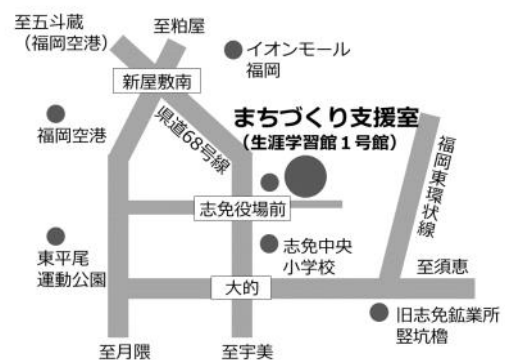 至五斗蔵
（福岡空港）
至粕屋
イオンモール
福岡
新屋敷南
福岡空港
県道68号線
まちづくり支援室
（生涯学習館１号館）
福岡東環状線
志免役場前
東平尾
運動公園
志免中央
小学校
至須恵
大的
旧志免鉱業所
竪坑櫓
至月隈
至宇美